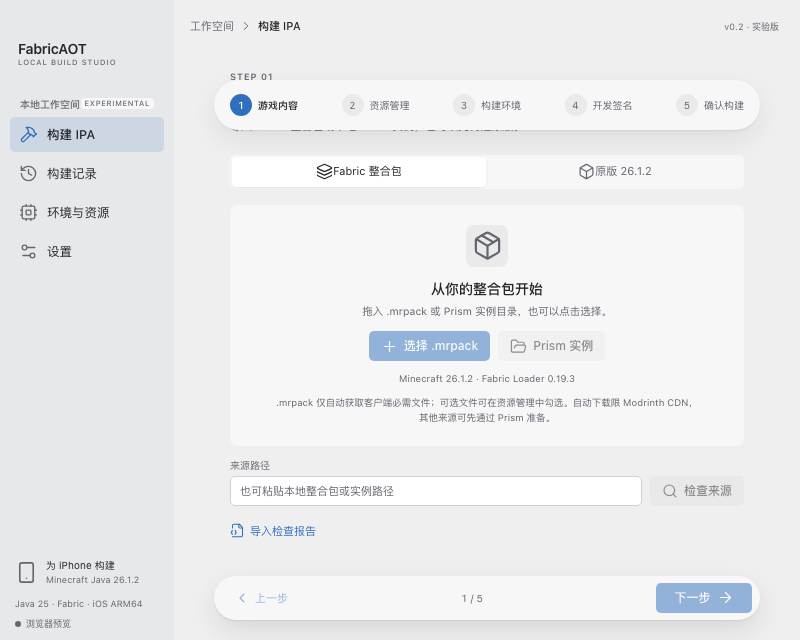 工作空间 > 构建 IPA
v0.2 · 实验版
FabricAOT
LOCAL BUILD STUDIO
本地工作空间 EXPERIMENTAL
构建 IPA
构建记录
环境与资源
设置
为 iPhone 构建
Minecraft Java 26.1.2
Java 25 · Fabric · iOS ARM64
浏览器预览
STEP 01
1 游戏内容
2 资源管理
3 构建环境
4 开发签名
5 确认构建
Fabric 整合包
原版 26.1.2
从你的整合包开始
拖入 .mrpack 或 Prism 实例目录，也可以点击选择。
选择 .mrpack
Prism 实例
Minecraft 26.1.2 · Fabric Loader 0.19.3
.mrpack 仅自动获取客户端必需文件；可选文件可在资源管理中勾选。自动下载限 Modrinth CDN，
其他来源可先通过 Prism 准备。
来源路径
也可粘贴本地整合包或实例路径
检查来源
导入检查报告
上一步
1 / 5
下一步